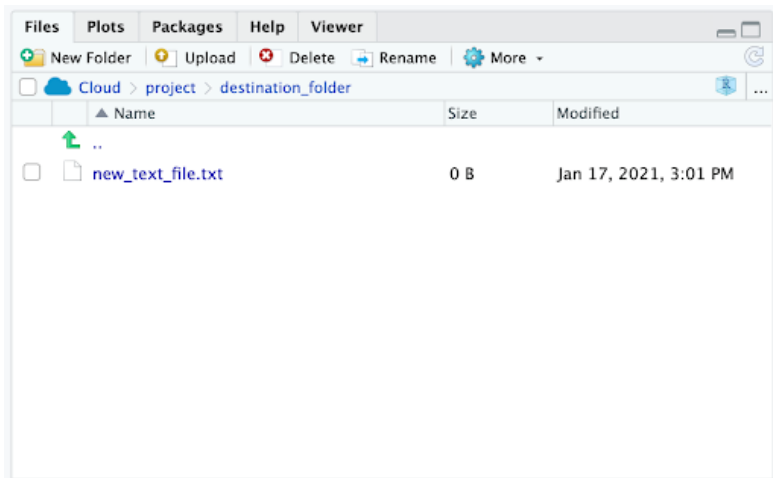 Files Plots Packages Help Viewer
New Folder Upload Delete Rename More
Cloud > project > destination_folder ...
Name Size Modified
..
new_text_file.txt 0 B Jan 17, 2021, 3:01 PM